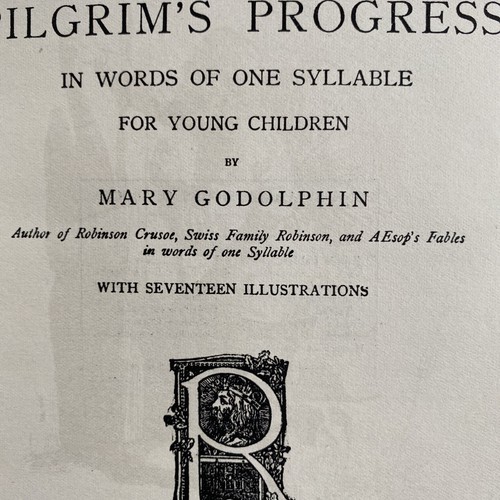 PILGRIM'S PROGRESS
IN WORDS OF ONE SYLLABLE
FOR YOUNG CHILDREN
BY
MARY GODOLPHIN
Author of Robinson Crusoe, Swiss Family Robinson, and AEsop's Fables
in words of one Syllable
WITH SEVENTEEN ILLUSTRATIONS
R